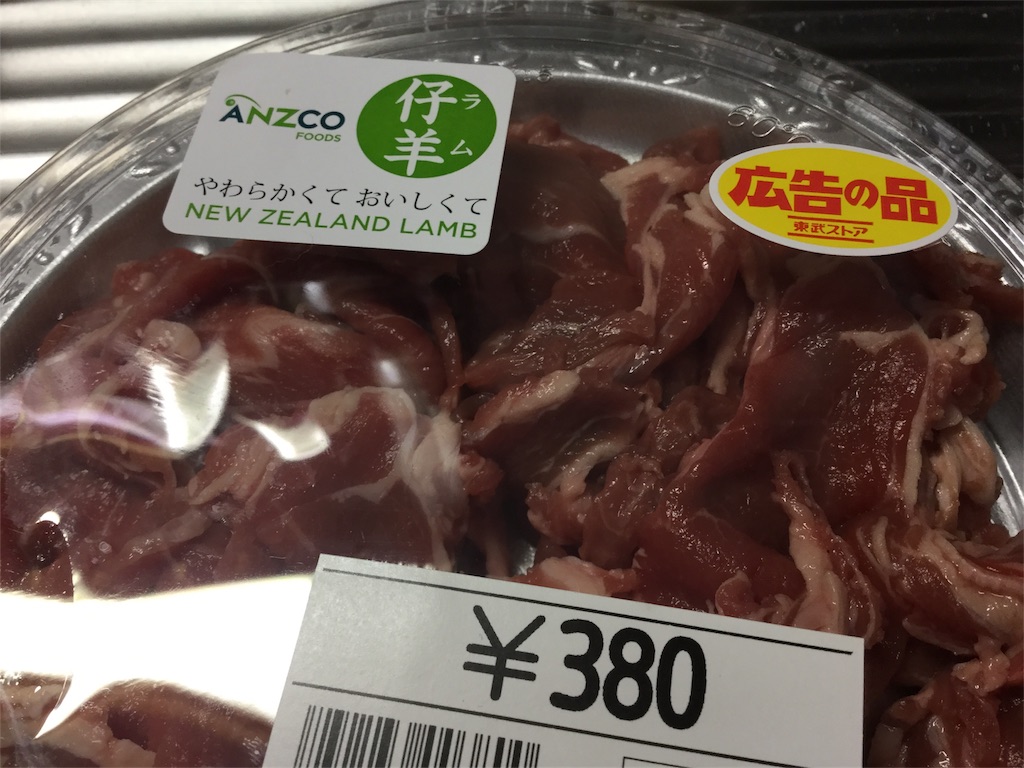 ANZCO
FOODS
仔羊
ラム
やわらかくて おいしくて
NEW ZEALAND LAMB
広告の品
東武ストア
¥380